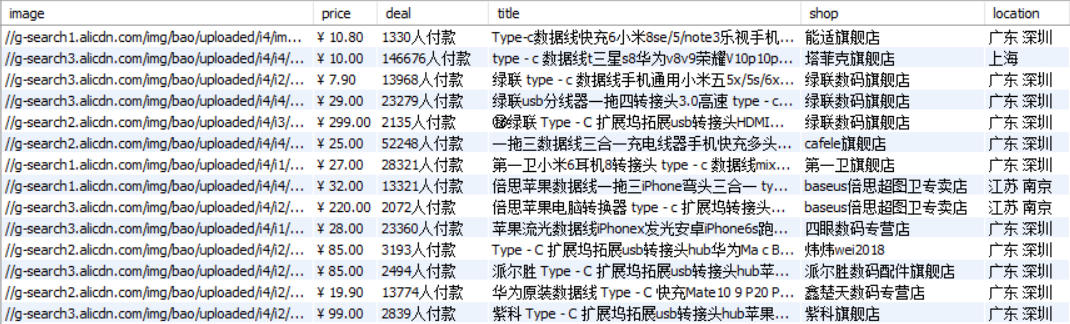 image price deal title shop location
//g-search1.alicdn.com/img/bao/uploaded/i4/im... ¥ 10.80 1330人付款 Type-c数据线快充6小米8se/5/note3乐视手机... 能适旗舰店 广东 深圳
//g-search3.alicdn.com/img/bao/uploaded/i4/i4/... ¥ 10.00 146676人付款 type - c 数据线t三星s8华为v8v9荣耀V10p10p... 塔菲克旗舰店 上海
//g-search3.alicdn.com/img/bao/uploaded/i4/i2/... ¥ 7.90 13968人付款 绿联 type - c 数据线手机通用小米五5x/5s/6x... 绿联数码旗舰店 广东 深圳
//g-search3.alicdn.com/img/bao/uploaded/i4/i4/... ¥ 29.00 23279人付款 绿联usb分线器一拖四转接头3.0高速 type - c... 绿联数码旗舰店 广东 深圳
//g-search2.alicdn.com/img/bao/uploaded/i4/i3/... ¥ 299.00 2135人付款 绿联 Type - C 扩展坞拓展usb转接头HDMI... 绿联数码旗舰店 广东 深圳
//g-search2.alicdn.com/img/bao/uploaded/i4/i4/... ¥ 25.00 52248人付款 一拖三数据线三合一充电线器手机快充多头... cafele旗舰店 广东 深圳
//g-search1.alicdn.com/img/bao/uploaded/i4/i1/... ¥ 27.00 28321人付款 第一卫小米6耳机8转接头 type - c 数据线mix... 第一卫旗舰店 广东 深圳
//g-search1.alicdn.com/img/bao/uploaded/i4/i4/... ¥ 32.00 13321人付款 倍思苹果数据线一拖三iPhone弯头三合一 ty... baseus倍思超图卫专卖店 江苏 南京
//g-search3.alicdn.com/img/bao/uploaded/i4/i2/... ¥ 220.00 2072人付款 倍思苹果电脑转换器 type - c 扩展坞转接头... baseus倍思超图卫专卖店 江苏 南京
//g-search3.alicdn.com/img/bao/uploaded/i4/i1/... ¥ 28.00 23360人付款 苹果流光数据线iPhonex发光安卓iPhone6s跑... 四眼数码专营店 广东 深圳
//g-search2.alicdn.com/img/bao/uploaded/i4/i2/... ¥ 85.00 3193人付款 Type - C 扩展坞拓展usb转接头hub华为Ma c B... 炜炜wei2018 广东 深圳
//g-search3.alicdn.com/img/bao/uploaded/i4/i2/... ¥ 85.00 2494人付款 派尔胜 Type - C 扩展坞拓展usb转接头hub苹... 派尔胜数码配件旗舰店 广东 深圳
//g-search2.alicdn.com/img/bao/uploaded/i4/i2/... ¥ 19.90 13774人付款 华为原装数据线 Type - C 快充Mate10 9 P20 P... 鑫楚天数码专营店 广东 深圳
//g-search3.alicdn.com/img/bao/uploaded/i4/i2/... ¥ 99.00 2839人付款 紫科 Type - C 扩展坞拓展usb转接头hub苹果... 紫科旗舰店 广东 深圳